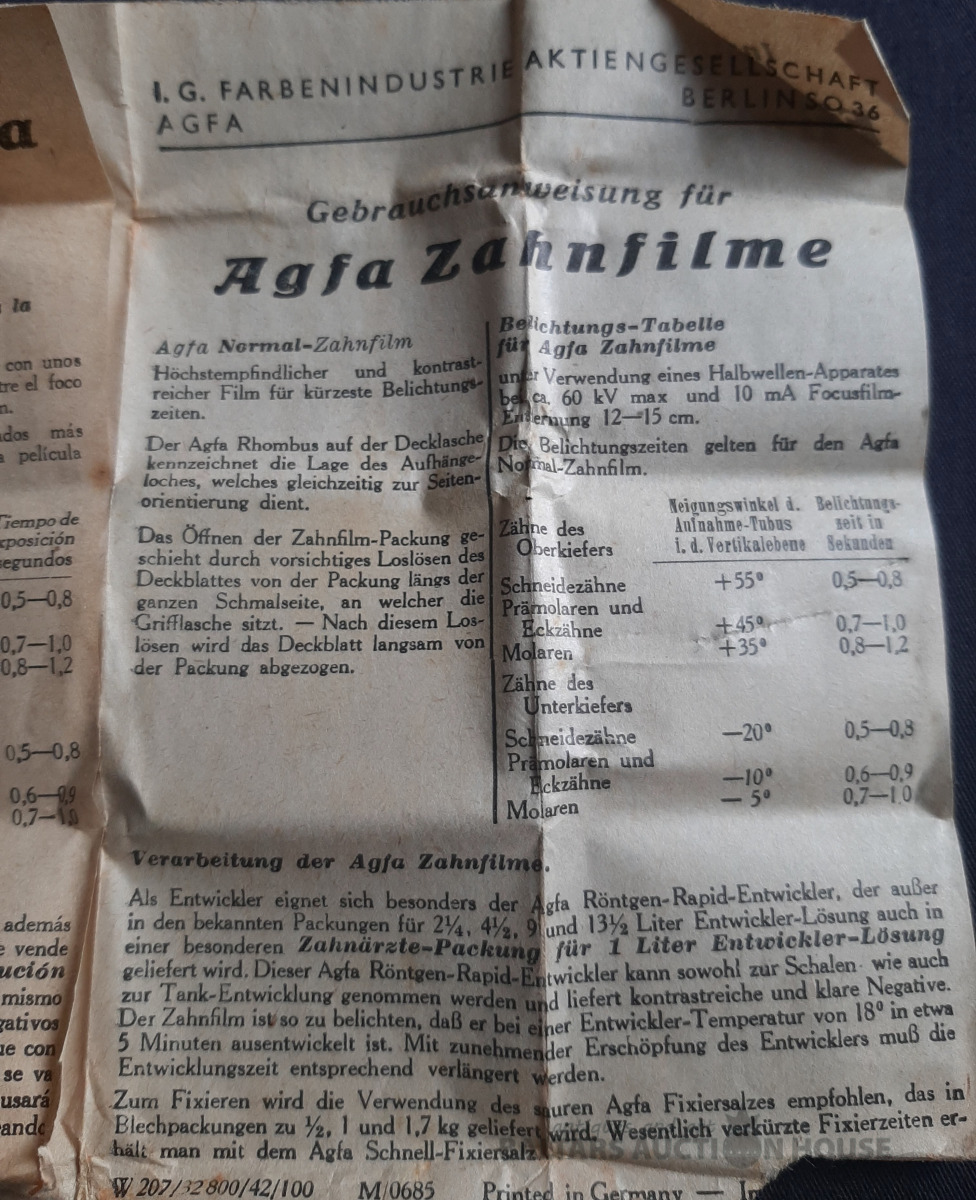 a
la
con unos
tre el foco
n.
ados más
a película
Tiempo de
xposición
egundos
0,5—0,8
0,7—1,0
0,8—1,2
0,5—0,8
0,6—0,9
0,7—1,0
además
e vende
ución
mismo
gativos
ue con
se va
usará
ando
I. G. FARBENINDUSTRIE AKTIENGESELLSCHAFT
AGFA BERLIN SO 36
Gebrauchsanweisung für
Agfa Zahnfilme
Agfa Normal-Zahnfilm
Höchstempfindlicher und kontrast-
reicher Film für kürzeste Belichtungs-
zeiten.
Der Agfa Rhombus auf der Decklasche
kennzeichnet die Lage des Aufhänge-
loches, welches gleichzeitig zur Seiten-
orientierung dient.
Das Öffnen der Zahnfilm-Packung ge-
schieht durch vorsichtiges Loslösen des
Deckblattes von der Packung längs der
ganzen Schmalseite, an welcher die
Grifflasche sitzt. — Nach diesem Los-
lösen wird das Deckblatt langsam von
der Packung abgezogen.
Belichtungs-Tabelle
für Agfa Zahnfilme
unter Verwendung eines Halbwellen-Apparates
bei ca. 60 kV max und 10 mA Focusfilm-
Entfernung 12—15 cm.
Die Belichtungszeiten gelten für den Agfa
Normal-Zahnfilm.
Zähne des Oberkiefers
Neigungswinkel d. Aufnahme-Tubus i. d. Vertikalebene
Belichtungs-zeit in Sekunden
Schneidezähne +55° 0,5—0,8
Prämolaren und
Eckzähne +45° 0,7—1,0
Molaren +35° 0,8—1,2
Zähne des
Unterkiefers
Schneidezähne —20° 0,5—0,8
Prämolaren und
Eckzähne —10° 0,6—0,9
Molaren — 5° 0,7—1,0
Verarbeitung der Agfa Zahnfilme.
Als Entwickler eignet sich besonders der Agfa Röntgen-Rapid-Entwickler, der außer
in den bekannten Packungen für 2¼, 4½, 9 und 13½ Liter Entwickler-Lösung auch in
einer besonderen Zahnärzte-Packung für 1 Liter Entwickler-Lösung
geliefert wird. Dieser Agfa Röntgen-Rapid-Entwickler kann sowohl zur Schalen- wie auch
zur Tank-Entwicklung genommen werden und liefert kontrastreiche und klare Negative.
Der Zahnfilm ist so zu belichten, daß er bei einer Entwickler-Temperatur von 18° in etwa
5 Minuten ausentwickelt ist. Mit zunehmender Erschöpfung des Entwicklers muß die
Entwicklungszeit entsprechend verlängert werden.
Zum Fixieren wird die Verwendung des sauren Agfa Fixiersalzes empfohlen, das in
Blechpackungen zu ½, 1 und 1,7 kg geliefert wird. Wesentlich verkürzte Fixierzeiten er-
hält man mit dem Agfa Schnell-Fixiersalz
W 207/32800/42/100 M/0685 Printed in Germany —
AUCTION HOUSE